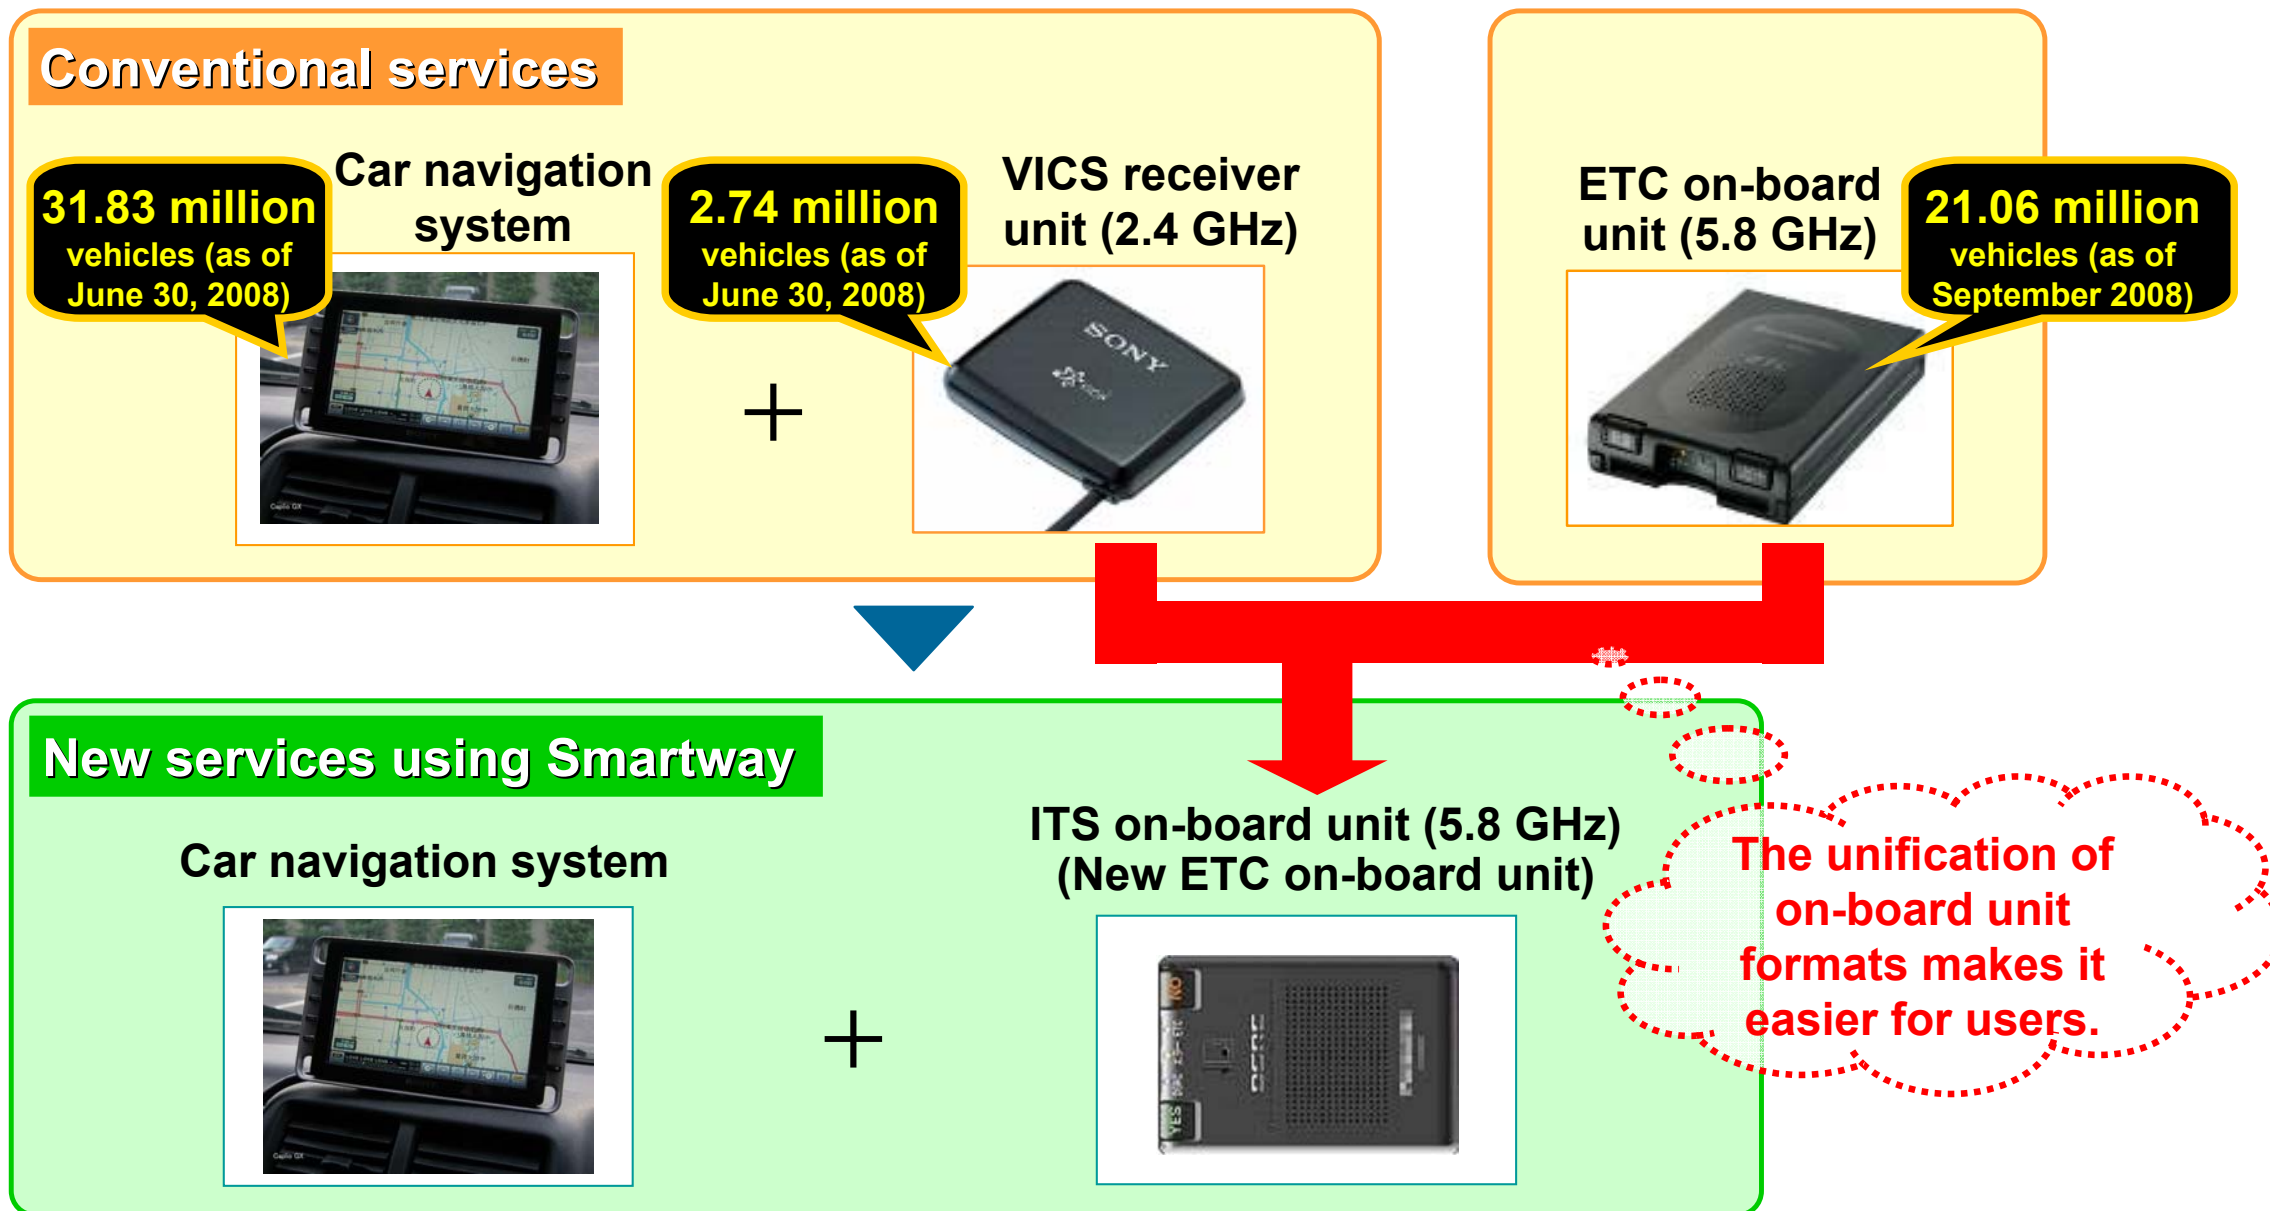 Conventional services
31.83 million
vehicles (as of
June 30, 2008)
Car navigation
system
2.74 million
vehicles (as of
June 30, 2008)
VICS receiver
unit (2.4 GHz)
SONY
+
ETC on-board
unit (5.8 GHz)
21.06 million
vehicles (as of
September 2008)
New services using Smartway
Car navigation system
+
ITS on-board unit (5.8 GHz)
(New ETC on-board unit)
NO
YES
DSRC
The unification of
on-board unit
formats makes it
easier for users.